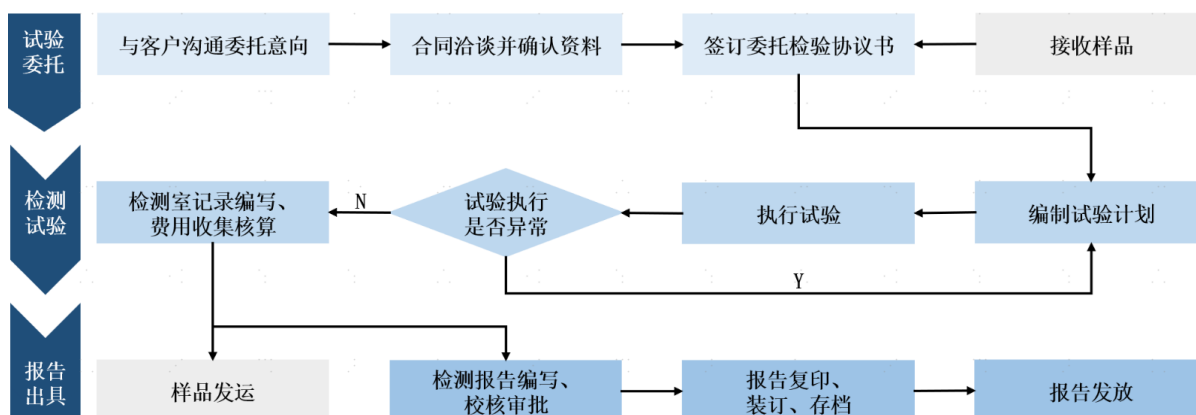 试验
委托
与客户沟通委托意向
合同洽谈并确认资料
签订委托检验协议书
接收样品
检测
试验
检测室记录编写、
费用收集核算
N
试验执行
是否异常
执行试验
编制试验计划
Y
报告
出具
样品发运
检测报告编写、
校核审批
报告复印、
装订、存档
报告发放